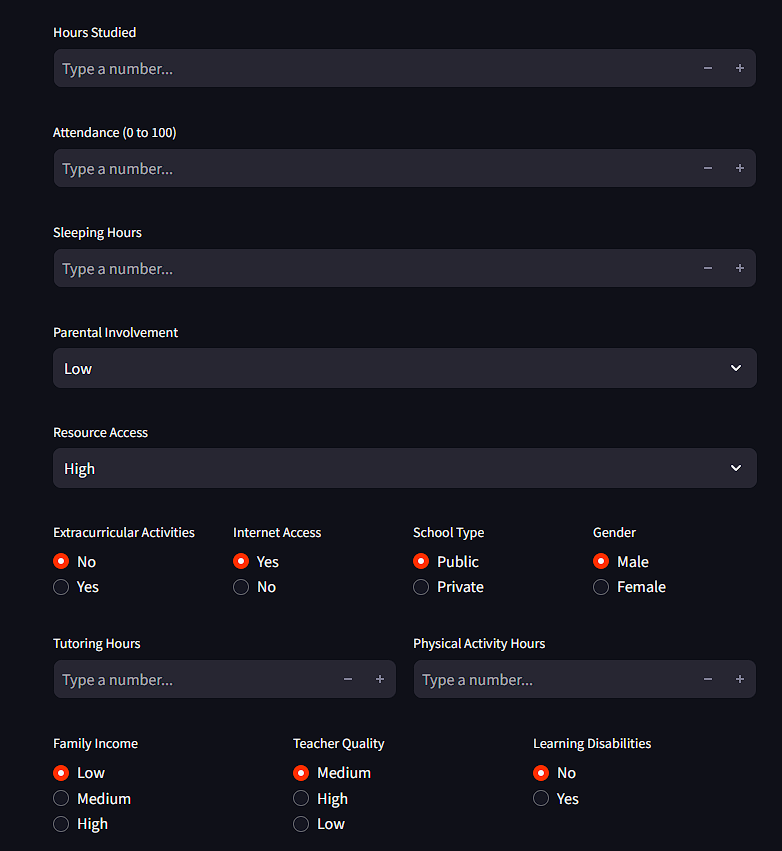 Hours Studied
Type a number...
Attendance (0 to 100)
Type a number...
Sleeping Hours
Type a number...
Parental Involvement
Low
Resource Access
High
Extracurricular Activities Internet Access School Type Gender
No Yes Public Male
Yes No Private Female
Tutoring Hours Physical Activity Hours
Type a number... Type a number...
Family Income Teacher Quality Learning Disabilities
Low Medium No
Medium High Yes
High Low